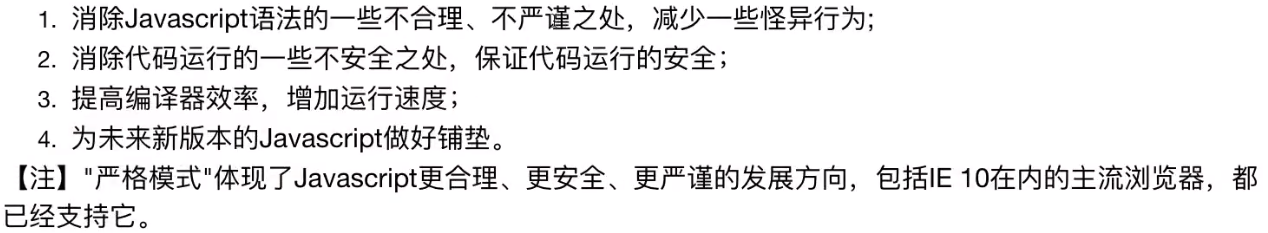 1. 消除Javascript语法的一些不合理、不严谨之处，减少一些怪异行为;
2. 消除代码运行的一些不安全之处，保证代码运行的安全；
3. 提高编译器效率，增加运行速度；
4. 为未来新版本的Javascript做好铺垫。
【注】"严格模式"体现了Javascript更合理、更安全、更严谨的发展方向，包括IE 10在内的主流浏览器，都
已经支持它。